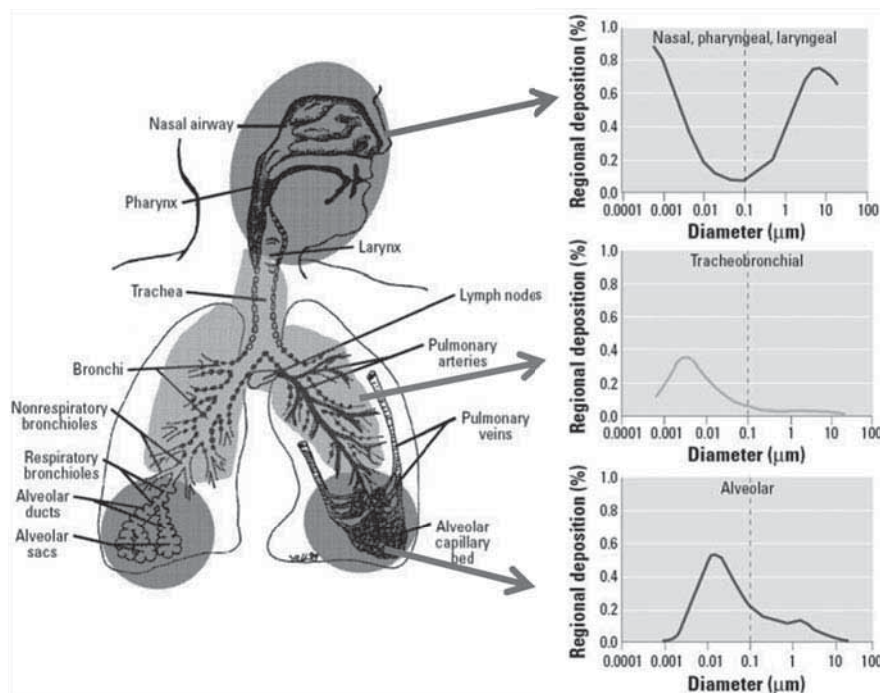 Nasal airway
Pharynx
Larynx
Trachea
Lymph nodes
Bronchi
Pulmonary
arteries
Nonrespiratory
bronchioles
Pulmonary
veins
Respiratory
bronchioles
Alveolar
ducts
Alveolar
sacs
Alveolar
capillary
bed
Regional deposition (%)
1.0
0.8
0.6
0.4
0.2
0.0
Nasal, pharyngeal, laryngeal
0.0001 0.001 0.01 0.1 1 10 100
Diameter (µm)
Regional deposition (%)
1.0
0.8
0.6
0.4
0.2
0.0
Tracheobronchial
0.0001 0.001 0.01 0.1 1 10 100
Diameter (µm)
Regional deposition (%)
1.0
0.8
0.6
0.4
0.2
0.0
Alveolar
0.0001 0.001 0.01 0.1 1 10 100
Diameter (µm)